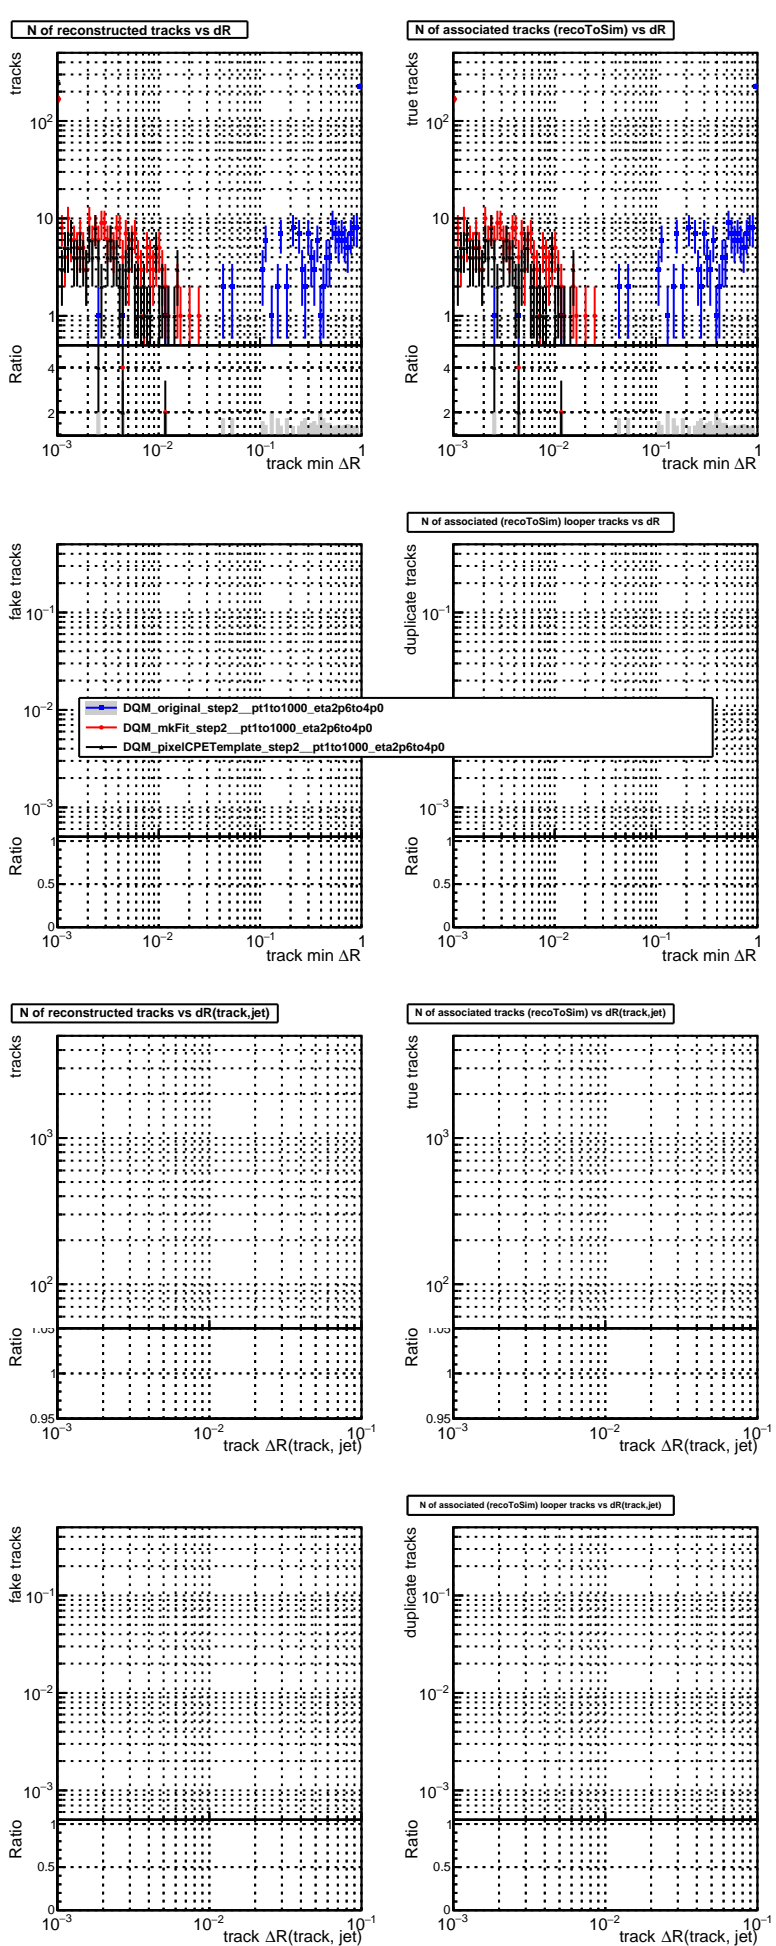 N of reconstructed tracks vs dR
tracks
10²
10
1
Ratio
4
2
10⁻³ 10⁻² 10⁻¹ 1
track min ΔR
N of associated tracks (recoToSim) vs dR
true tracks
10²
10
1
Ratio
4
2
10⁻³ 10⁻² 10⁻¹ 1
track min ΔR
fake tracks
10⁻¹
10⁻²
10⁻³
Ratio
1
0.5
0
10⁻³ 10⁻² 10⁻¹ 1
track min ΔR
N of associated (recoToSim) looper tracks vs dR
duplicate tracks
10⁻¹
10⁻³
Ratio
1
0.5
0
10⁻³ 10⁻² 10⁻¹ 1
track min ΔR
DQM_original_step2__pt1to1000_eta2p6to4p0
DQM_mkFit_step2__pt1to1000_eta2p6to4p0
DQM_pixelCPETemplate_step2__pt1to1000_eta2p6to4p0
N of reconstructed tracks vs dR(track,jet)
tracks
10³
10²
Ratio
1.05
1
0.95
10⁻³ 10⁻² 10⁻¹
track ΔR(track, jet)
N of associated tracks (recoToSim) vs dR(track,jet)
true tracks
10³
10²
Ratio
1.05
1
0.95
10⁻³ 10⁻² 10⁻¹
track ΔR(track, jet)
fake tracks
10⁻¹
10⁻²
10⁻³
Ratio
1
0.5
0
10⁻³ 10⁻² 10⁻¹
track ΔR(track, jet)
N of associated (recoToSim) looper tracks vs dR(track,jet)
duplicate tracks
10⁻¹
10⁻²
10⁻³
Ratio
1
0.5
0
10⁻³ 10⁻² 10⁻¹
track ΔR(track, jet)